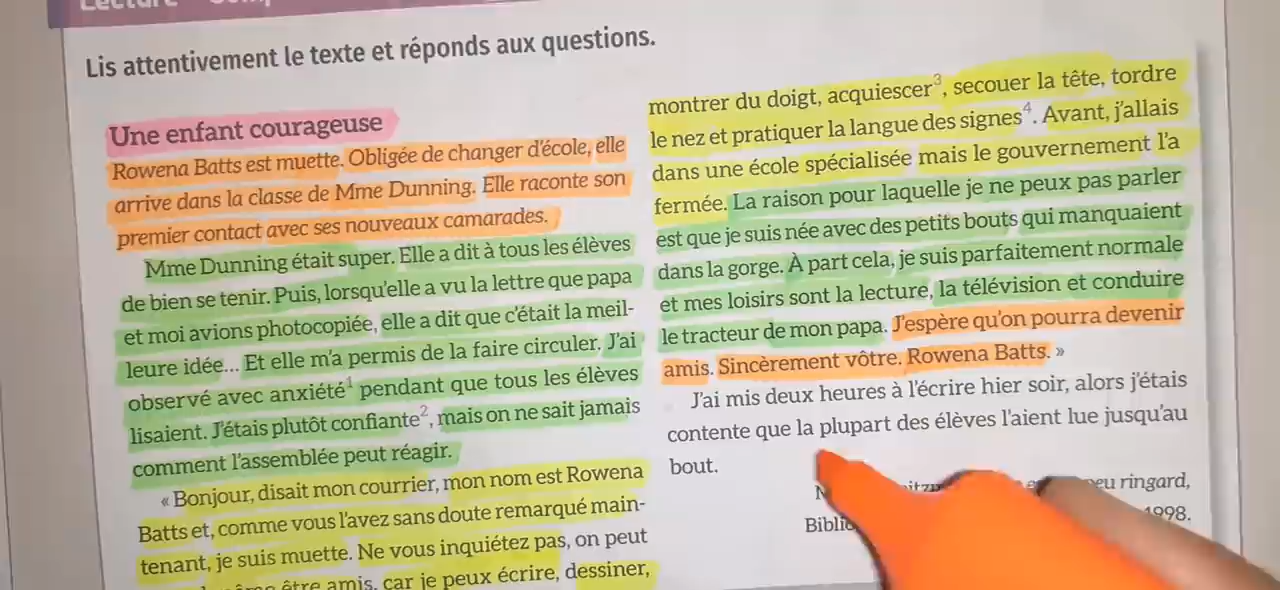 Lecture
Lis attentivement le texte et réponds aux questions.
Une enfant courageuse
Rowena Batts est muette. Obligée de changer d'école, elle
arrive dans la classe de Mme Dunning. Elle raconte son
premier contact avec ses nouveaux camarades.
Mme Dunning était super. Elle a dit à tous les élèves
de bien se tenir. Puis, lorsqu'elle a vu la lettre que papa
et moi avions photocopiée, elle a dit que c'était la meil-
leure idée... Et elle m'a permis de la faire circuler. J'ai
observé avec anxiété¹ pendant que tous les élèves
lisaient. J'étais plutôt confiante², mais on ne sait jamais
comment l'assemblée peut réagir.
« Bonjour, disait mon courrier, mon nom est Rowena
Batts et, comme vous l'avez sans doute remarqué main-
tenant, je suis muette. Ne vous inquiétez pas, on peut
être amis, car je peux écrire, dessiner,
montrer du doigt, acquiescer³, secouer la tête, tordre
le nez et pratiquer la langue des signes⁴. Avant, j'allais
dans une école spécialisée mais le gouvernement l'a
fermée. La raison pour laquelle je ne peux pas parler
est que je suis née avec des petits bouts qui manquaient
dans la gorge. À part cela, je suis parfaitement normale
et mes loisirs sont la lecture, la télévision et conduire
le tracteur de mon papa. J'espère qu'on pourra devenir
amis. Sincèrement vôtre. Rowena Batts. »
J'ai mis deux heures à l'écrire hier soir, alors j'étais
contente que la plupart des élèves l'aient lue jusqu'au
bout.
ringard,
1998.